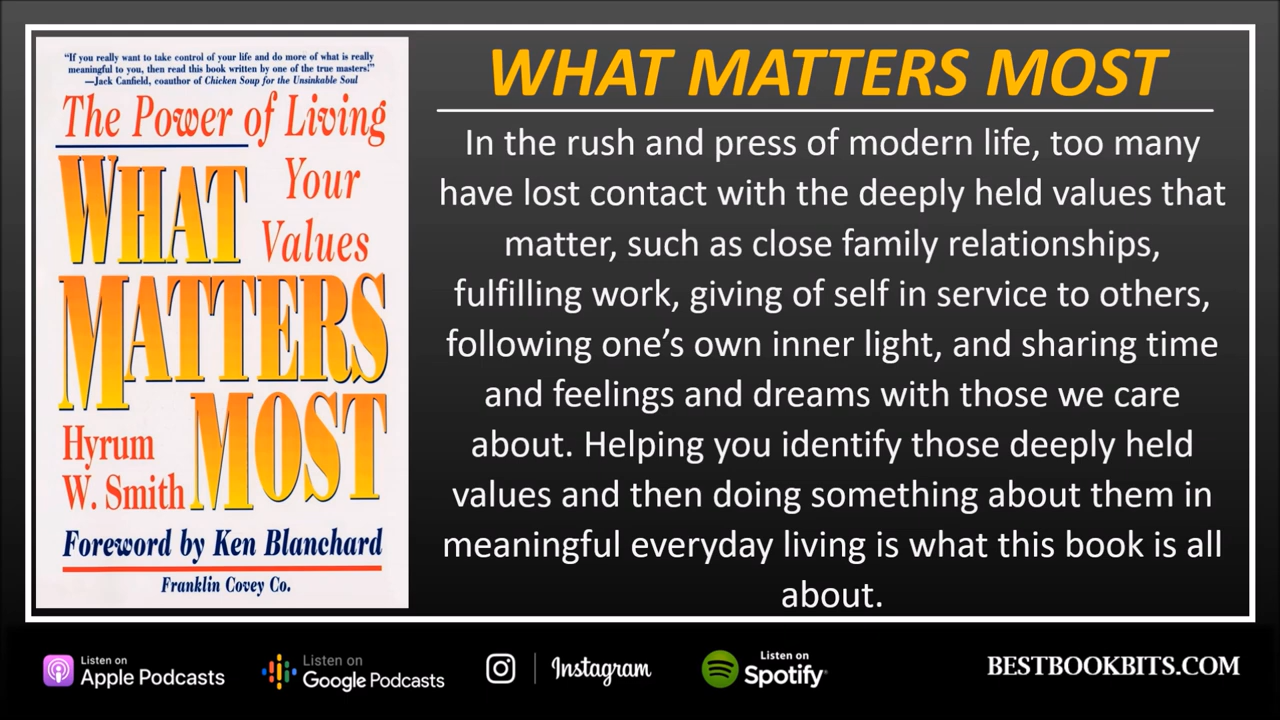 “If you really want to take control of your life and do more of what is really
meaningful to you, then read this book written by one of the true masters!”
—Jack Canfield, coauthor of Chicken Soup for the Unsinkable Soul
The Power of Living
Your
Values
WHAT
MATTERS
MOST
Hyrum
W. Smith
Foreword by Ken Blanchard
Franklin Covey Co.
WHAT MATTERS MOST
In the rush and press of modern life, too many
have lost contact with the deeply held values that
matter, such as close family relationships,
fulfilling work, giving of self in service to others,
following one’s own inner light, and sharing time
and feelings and dreams with those we care
about. Helping you identify those deeply held
values and then doing something about them in
meaningful everyday living is what this book is all
about.
Listen on
Apple Podcasts
Listen on
Google Podcasts
Instagram
Listen on
Spotify
BESTBOOKBITS.COM